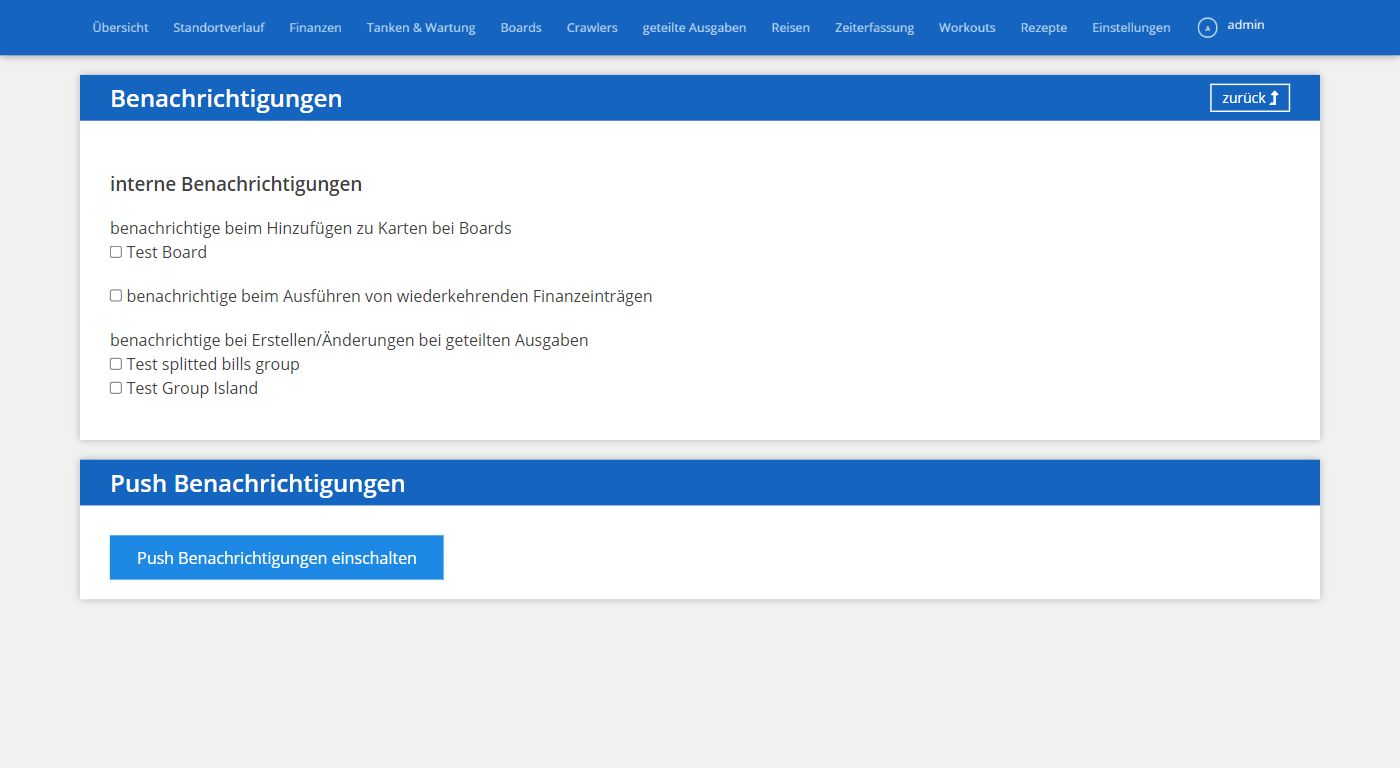 Übersicht Standortverlauf Finanzen Tanken & Wartung Boards Crawlers geteilte Ausgaben Reisen Zeiterfassung Workouts Rezepte Einstellungen A admin
Benachrichtigungen zurück
interne Benachrichtigungen
benachrichtige beim Hinzufügen zu Karten bei Boards
Test Board
benachrichtige beim Ausführen von wiederkehrenden Finanzeinträgen
benachrichtige bei Erstellen/Änderungen bei geteilten Ausgaben
Test splitted bills group
Test Group Island
Push Benachrichtigungen
Push Benachrichtigungen einschalten